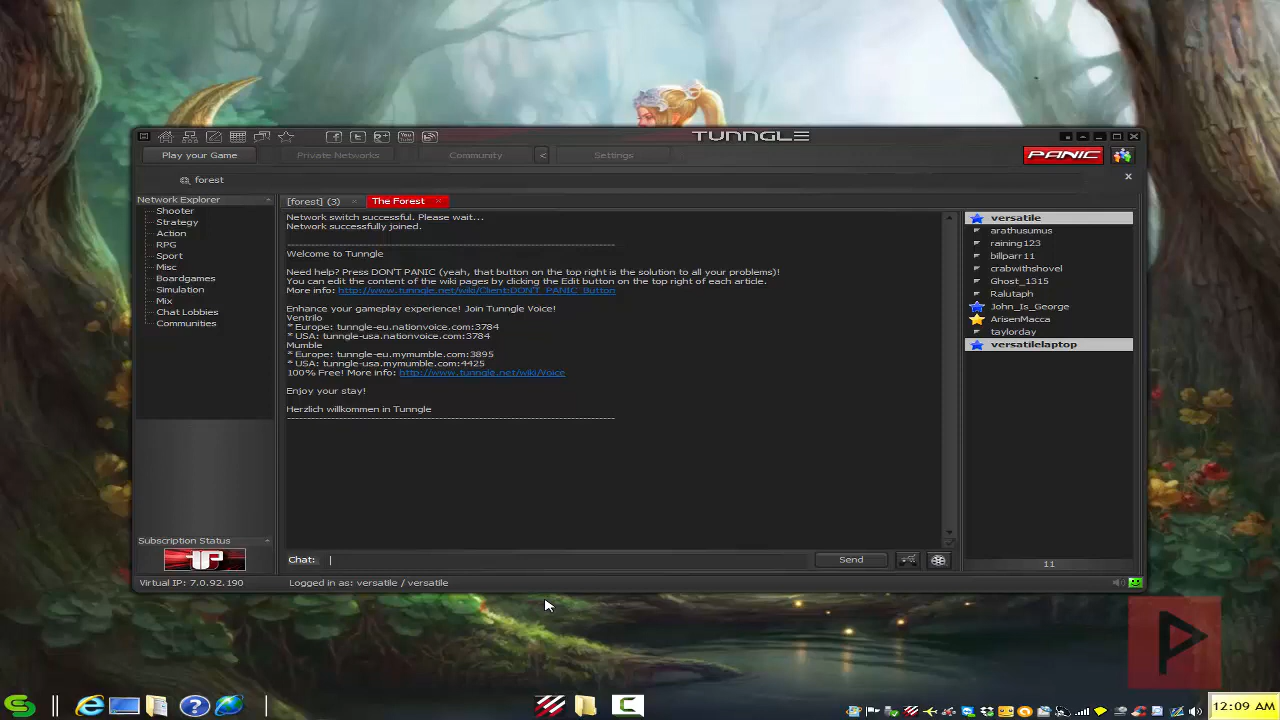 TUNNGLE
Play your Game
Private Networks
Community
<
Settings
PANIC
forest
Network Explorer
Shooter
Strategy
Action
RPG
Sport
Misc
Boardgames
Simulation
Mix
Chat Lobbies
Communities
Subscription Status
[forest] (3)
The Forest
Network switch successful. Please wait...
Network successfully joined.
Welcome to Tunngle
Need help? Press DON'T PANIC (yeah, that button on the top right is the solution to all your problems)!
You can edit the content of the wiki pages by clicking the Edit button on the top right of each article.
More info: http://www.tunngle.net/wiki/Client:DON'T_PANIC_Button
Enhance your gameplay experience! Join Tunngle Voice!
Ventrilo
* Europe: tunngle-eu.nationvoice.com:3784
* USA: tunngle-usa.nationvoice.com:3784
Mumble
* Europe: tunngle-eu.mymumble.com:3895
* USA: tunngle-usa.mymumble.com:4425
100% Free! More info: http://www.tunngle.net/wiki/Voice
Enjoy your stay!
Herzlich willkommen in Tunngle
Chat:
Send
versatile
arathusumus
raining123
billparr11
crabwithshovel
Ghost_1315
Ralutaph
John_Is_George
ArisenMacca
taylorday
versatilelaptop
11
Virtual IP: 7.0.92.190
Logged in as: versatile / versatile
12:09 AM